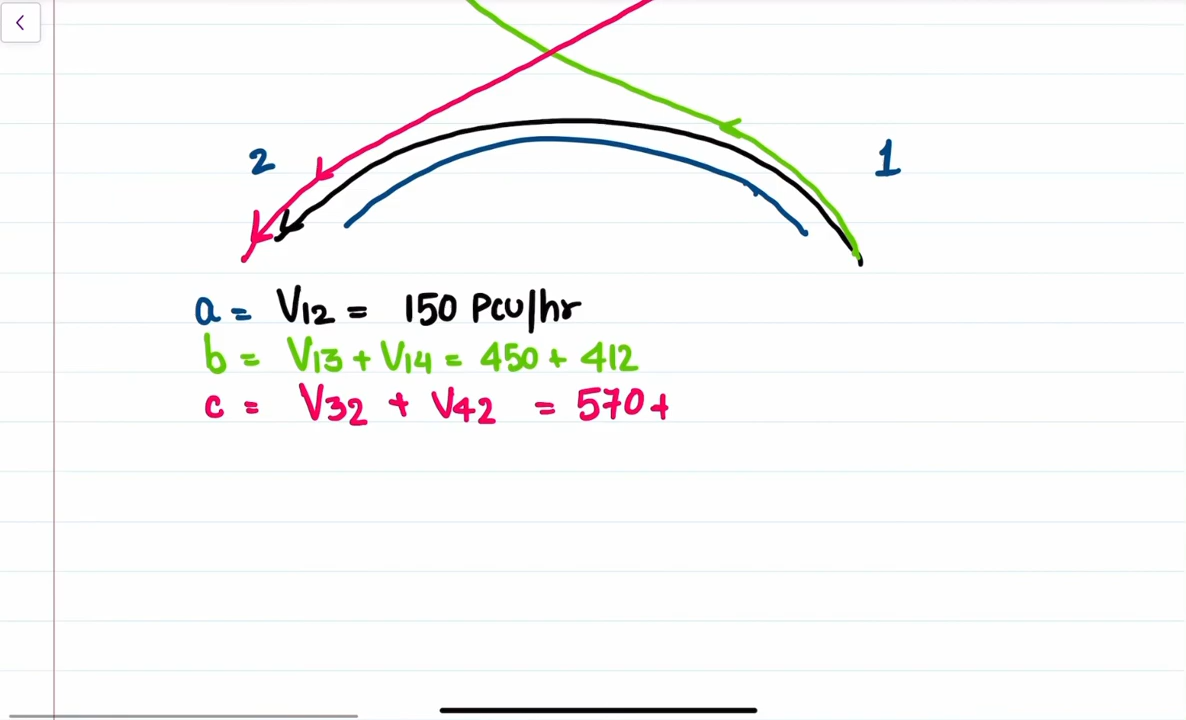 2
1
a = V12 = 150 PCU/hr
b = V13 + V14 = 450 + 412
c = V32 + V42 = 570 +